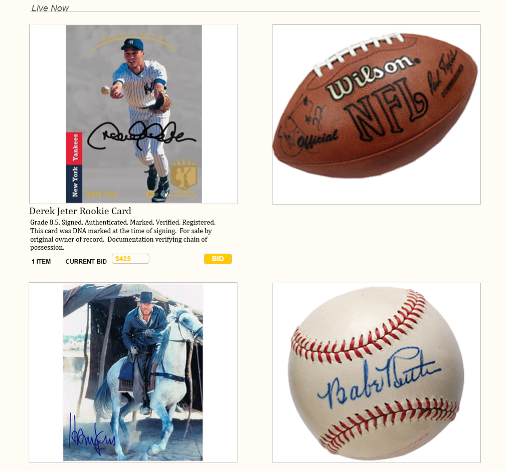 Live Now
New York Yankees
Wilson
NFL
Official
Derek Jeter Rookie Card
Grade 8.5. Signed. Authenticated. Marked. Verified. Registered.
This card was DNA marked at the time of signing. For sale by
original owner of record. Documentation verifying chain of
possession.
1 ITEM CURRENT BID $425 BID
Babe Ruth